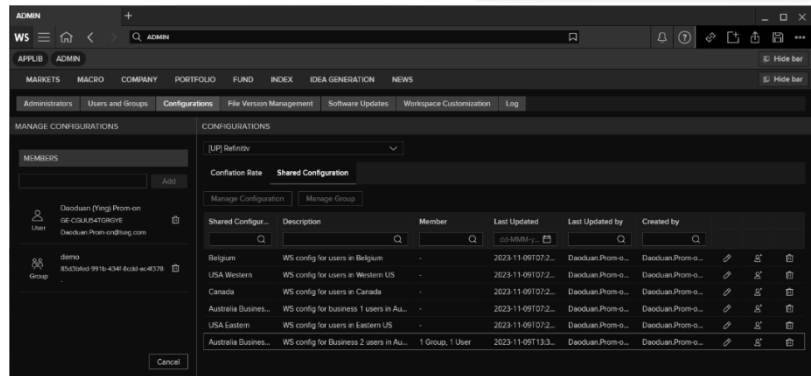 ADMIN
WS
ADMIN
APPLIB ADMIN
Hide bar
MARKETS MACRO COMPANY PORTFOLIO FUND INDEX IDEA GENERATION NEWS
Hide bar
Administrators Users and Groups Configurations File Version Management Software Updates Workspace Customization Log
MANAGE CONFIGURATIONS
CONFIGURATIONS
MEMBERS
Add
User
Daoduan (Ying) Prom-on
Daoduan.Prom-on@lseg.com
Group
demo
-
Cancel
[UP] Refinitiv
Conflation Rate Shared Configuration
Manage Configuration Manage Group
Shared Configur... Description Member Last Updated Last Updated by Created by
dd-MMM-y...
Belgium WS config for users in Belgium - 2023-11-09T07:2... Daoduan.Prom-o... Daoduan.Prom-o...
USA Western WS config for users in Western US - 2023-11-09T07:2... Daoduan.Prom-o... Daoduan.Prom-o...
Canada WS config for users in Canada - 2023-11-09T07:2... Daoduan.Prom-o... Daoduan.Prom-o...
Australia Busines... WS config for business 1 users in Au... - 2023-11-09T07:2... Daoduan.Prom-o... Daoduan.Prom-o...
USA Eastern WS config for users in Eastern US - 2023-11-09T07:2... Daoduan.Prom-o... Daoduan.Prom-o...
Australia Busines... WS config for Business 2 users in Au... 1 Group, 1 User 2023-11-09T13:3... Daoduan.Prom-o... Daoduan.Prom-o...